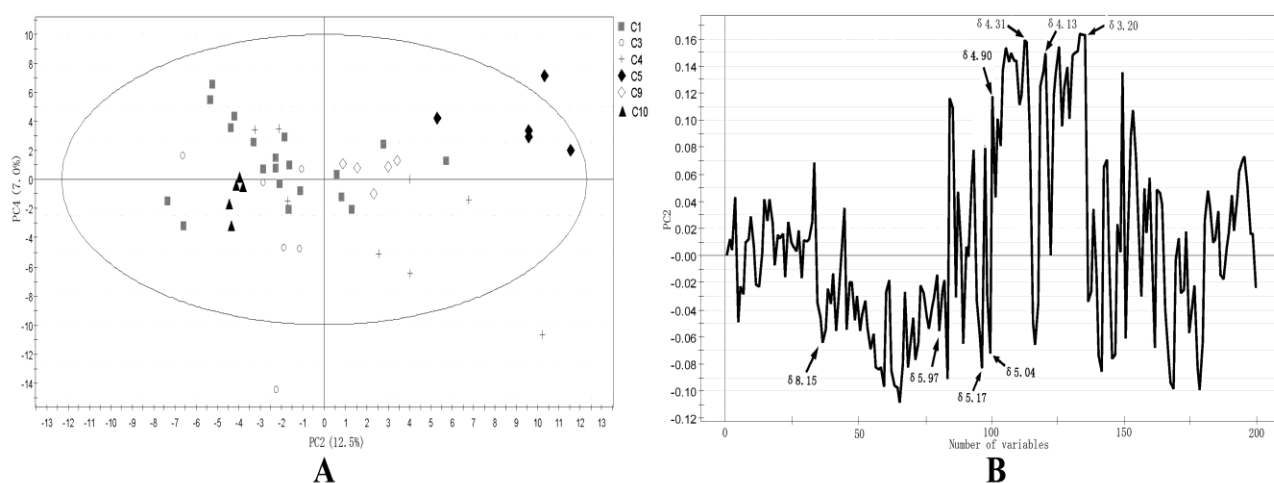 10
8
6
4
2
0
-2
-4
-6
-8
-10
-12
-14
PC4 (7.0%)
-13 -12 -11 -10 -9 -8 -7 -6 -5 -4 -3 -2 -1 0 1 2 3 4 5 6 7 8 9 10 11 12 13
PC2 (12.5%)
C1
C3
C4
C5
C9
C10
A
0.16
0.14
0.12
0.10
0.08
0.06
0.04
0.02
-0.00
-0.02
-0.04
-0.06
-0.08
-0.10
-0.12
PC2
δ 4.31
δ 4.13
δ 3.20
δ 4.90
δ 8.15
δ 5.97
δ 5.17
δ 5.04
0 50 100 150 200
Number of variables
B